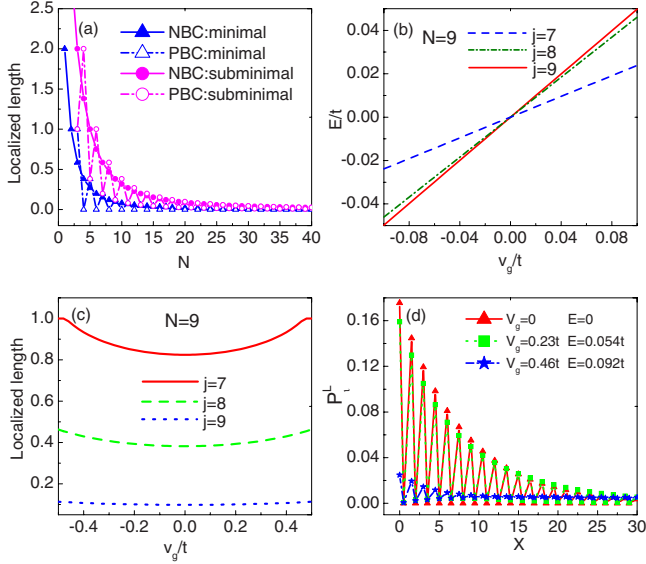 (a)
NBC:minimal
PBC:minimal
NBC:subminimal
PBC:subminimal
Localized length
2.5
2.0
1.5
1.0
0.5
0.0
0 5 10 15 20 25 30 35 40
N
(b)
N=9
j=7
j=8
j=9
E/t
0.04
0.02
0.00
-0.02
-0.04
-0.08 -0.04 0.00 0.04 0.08
v_g/t
(c)
N=9
j=7
j=8
j=9
Localized length
1.0
0.8
0.6
0.4
0.2
-0.4 -0.2 0.0 0.2 0.4
v_g/t
(d)
V_g=0 E=0
V_g=0.23t E=0.054t
V_g=0.46t E=0.092t
0.16
0.12
0.08
0.04
0.00
0 5 10 15 20 25 30
X